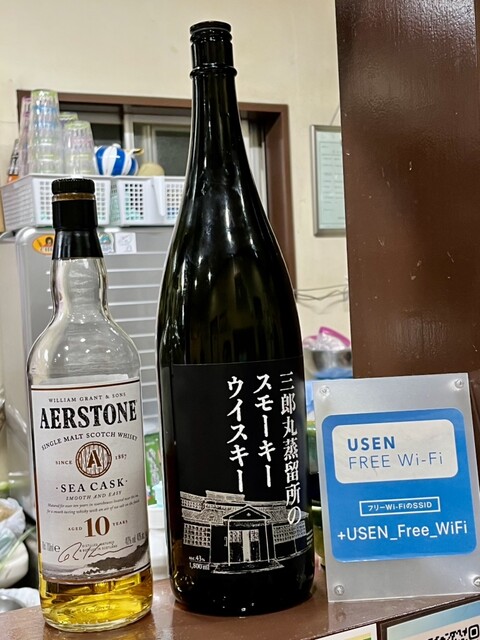 WILLIAM GRANT & SONS
AERSTONE
SINGLE MALT SCOTCH WHISKY
SINCE 1887
A
· SEA CASK ·
SMOOTH AND EASY
AGED 10 YEARS
三郎丸蒸留所の
スモーキー
ウイスキー
1,800ml
USEN
FREE Wi-Fi
フリーWi-FiのSSID
+USEN_Free_WiFi